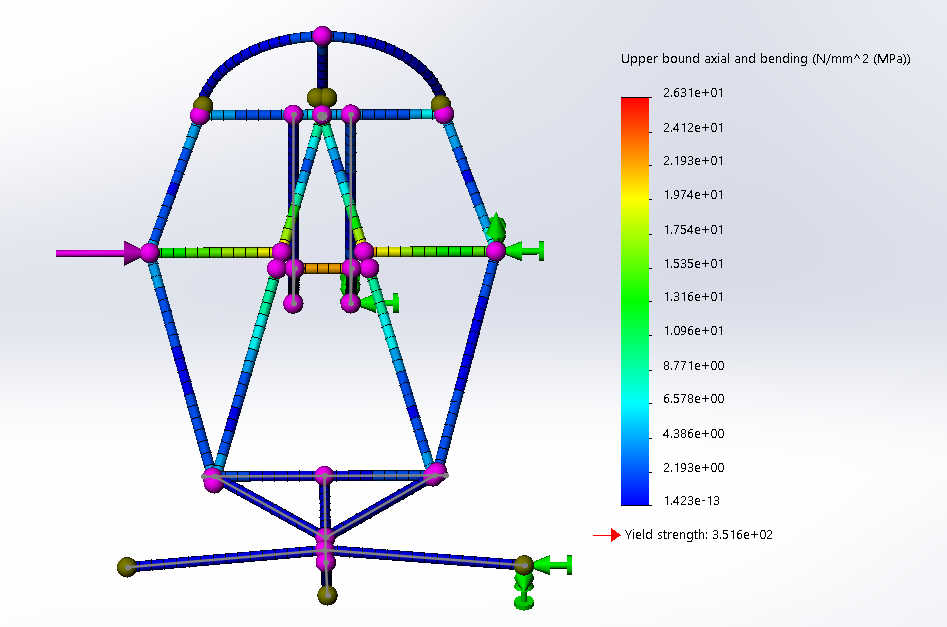 Upper bound axial and bending (N/mm^2 (MPa))
2.631e+01
2.412e+01
2.193e+01
1.974e+01
1.754e+01
1.535e+01
1.316e+01
1.096e+01
8.771e+00
6.578e+00
4.386e+00
2.193e+00
1.423e-13
Yield strength: 3.516e+02